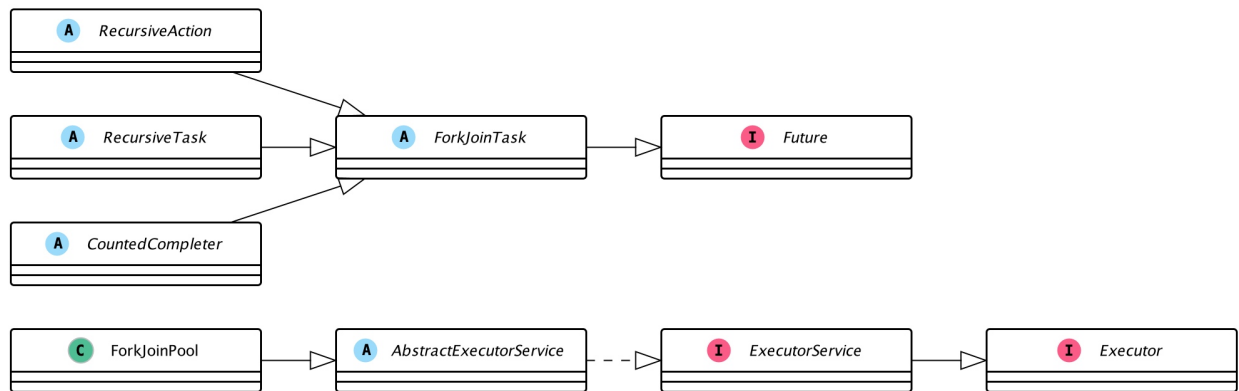 A RecursiveAction
A RecursiveTask
A ForkJoinTask
I Future
A CountedCompleter
C ForkJoinPool
A AbstractExecutorService
I ExecutorService
I Executor